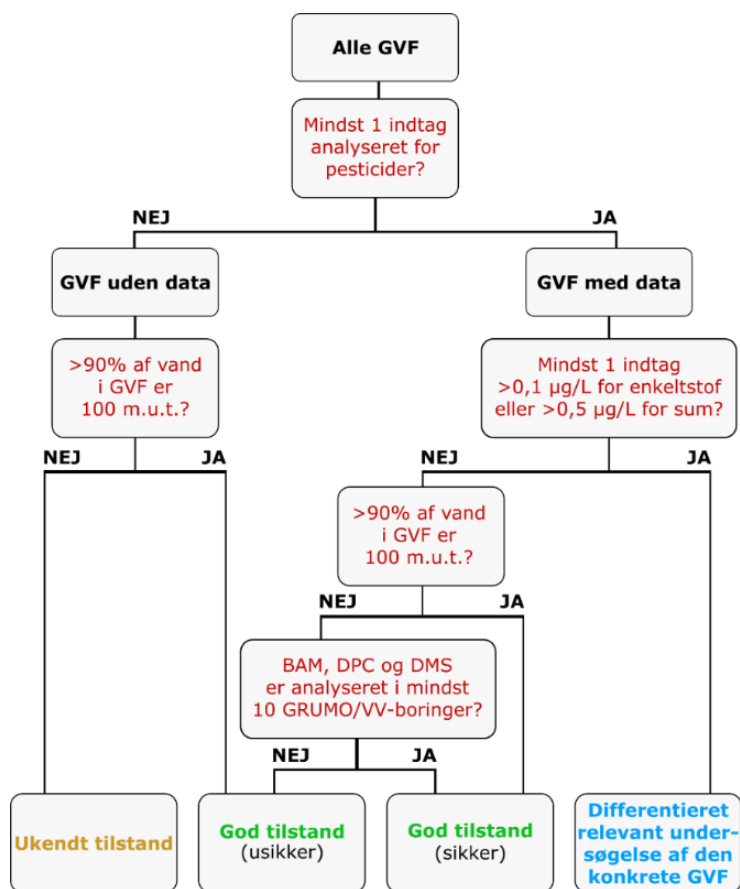 Alle GVF
Mindst 1 indtag
analyseret for
pesticider?
NEJ
JA
GVF uden data
GVF med data
>90% af vand
i GVF er
100 m.u.t.?
Mindst 1 indtag
>0,1 µg/L for enkeltstof
eller >0,5 µg/L for sum?
NEJ
JA
NEJ
JA
>90% af vand
i GVF er
100 m.u.t.?
NEJ
JA
BAM, DPC og DMS
er analyseret i mindst
10 GRUMO/VV-boringer?
NEJ
JA
Ukendt tilstand
God tilstand
(usikker)
God tilstand
(sikker)
Differentieret
relevant under-
søgelse af den
konkrete GVF